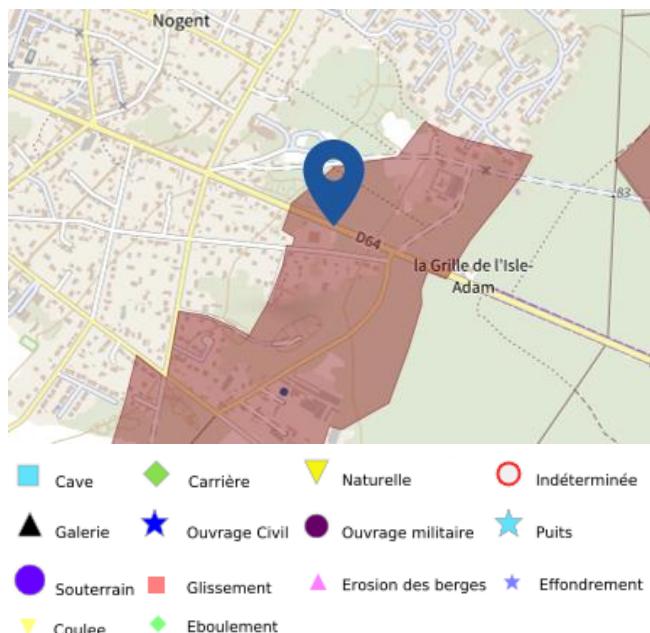 Nogent
83
D64
la Grille de l'Isle-
Adam
Cave
Carrière
Naturelle
Indéterminée
Galerie
Ouvrage Civil
Ouvrage militaire
Puits
Souterrain
Glissement
Erosion des berges
Effondrement
Coulee
Eboulement